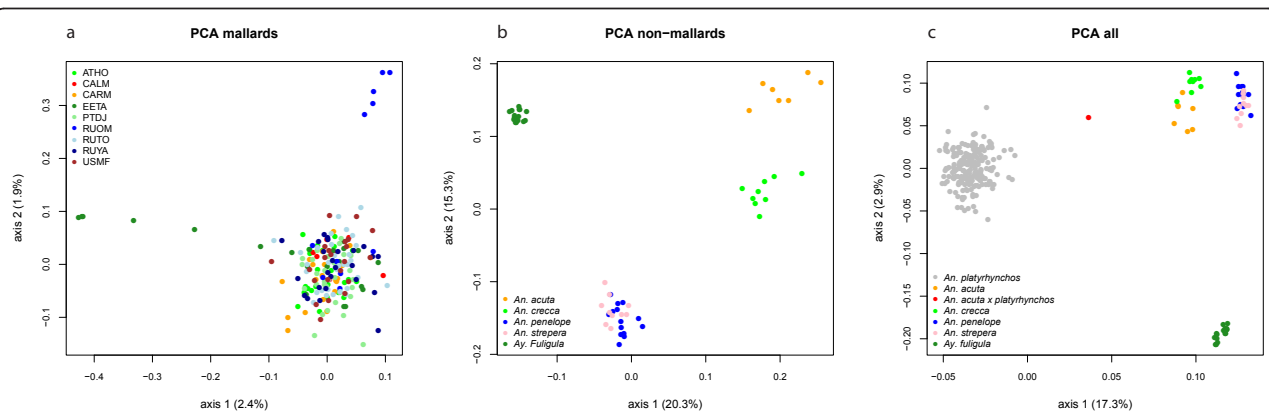 a
PCA mallards
axis 2 (1.9%)
0.3
0.2
0.1
0.0
−0.1
ATHO
CALM
CARM
EETA
PTDJ
RUOM
RUTO
RUYA
USMF
−0.4
−0.3
−0.2
−0.1
0.0
0.1
axis 1 (2.4%)
b
PCA non-mallards
axis 2 (15.3%)
0.2
0.1
0.0
−0.1
−0.2
An. acuta
An. crecca
An. penelope
An. strepera
Ay. Fuligula
−0.1
0.0
0.1
0.2
axis 1 (20.3%)
c
PCA all
axis 2 (2.9%)
0.10
0.05
0.00
−0.05
−0.10
−0.15
−0.20
An. platyrhynchos
An. acuta
An. acuta x platyrhynchos
An. crecca
An. penelope
An. strepera
Ay. fuligula
−0.05
0.00
0.05
0.10
axis 1 (17.3%)